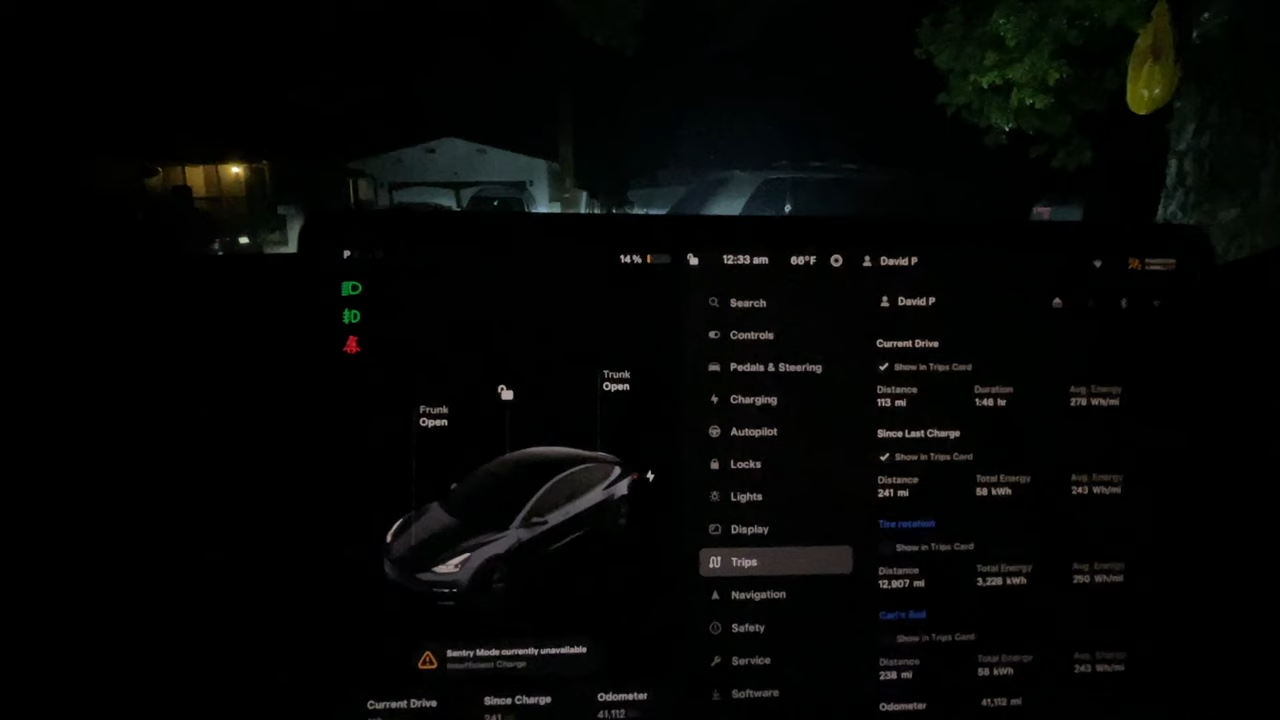 P
14%
12:33 am
66°F
David P
Trunk
Open
Frunk
Open
Sentry Mode currently unavailable
Insufficient Charge
Current Drive
Since Charge
Odometer
241
41,112
Search
Controls
Pedals & Steering
Charging
Autopilot
Locks
Lights
Display
Trips
Navigation
Safety
Service
Software
David P
Current Drive
Show in Trips Card
Distance Duration Avg. Energy
113 mi 1:46 hr 278 Wh/mi
Since Last Charge
Show in Trips Card
Distance Total Energy Avg. Energy
241 mi 58 kWh 243 Wh/mi
Tire rotation
Show in Trips Card
Distance Total Energy Avg. Energy
12,907 mi 3,228 kWh 250 Wh/mi
Show in Trips Card
Distance Total Energy Avg. Energy
238 mi 58 kWh 243 Wh/mi
Odometer 41,112 mi